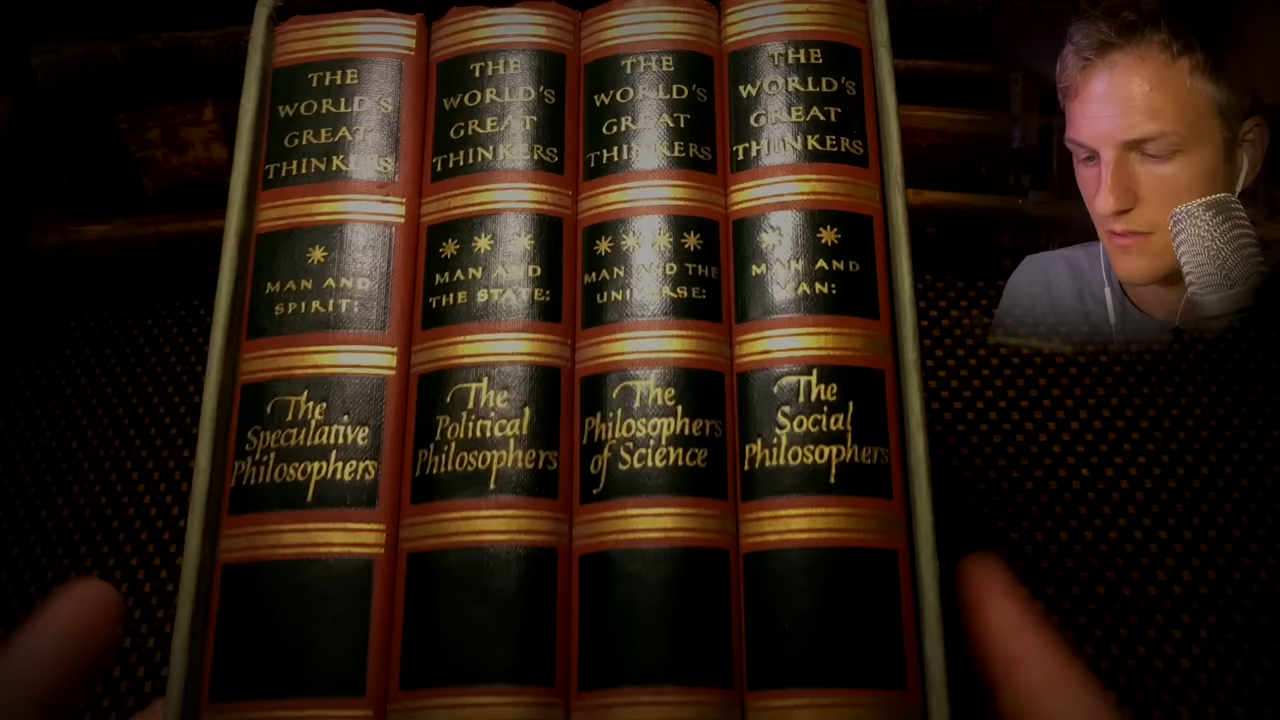 THE
WORLD'S
GREAT
THINKERS
MAN AND
SPIRIT:
The
Speculative
Philosophers
THE
WORLD'S
GREAT
THINKERS
MAN AND
THE STATE:
The
Political
Philosophers
THE
WORLD'S
GREAT
THINKERS
MAN AND THE
UNIVERSE:
The
Philosophers
of Science
THE
WORLD'S
GREAT
THINKERS
MAN AND
MAN:
The
Social
Philosophers